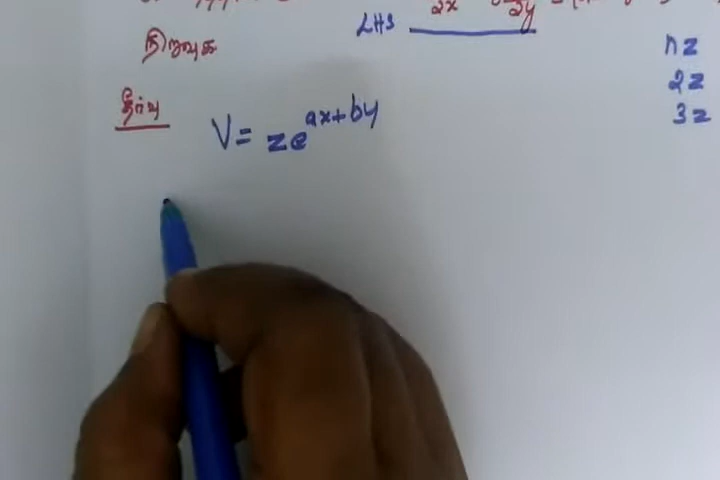 ∂x ∂y
நிறுவுக LHS nz
தீர்வு 2z
V = ze^{ax+by} 3z